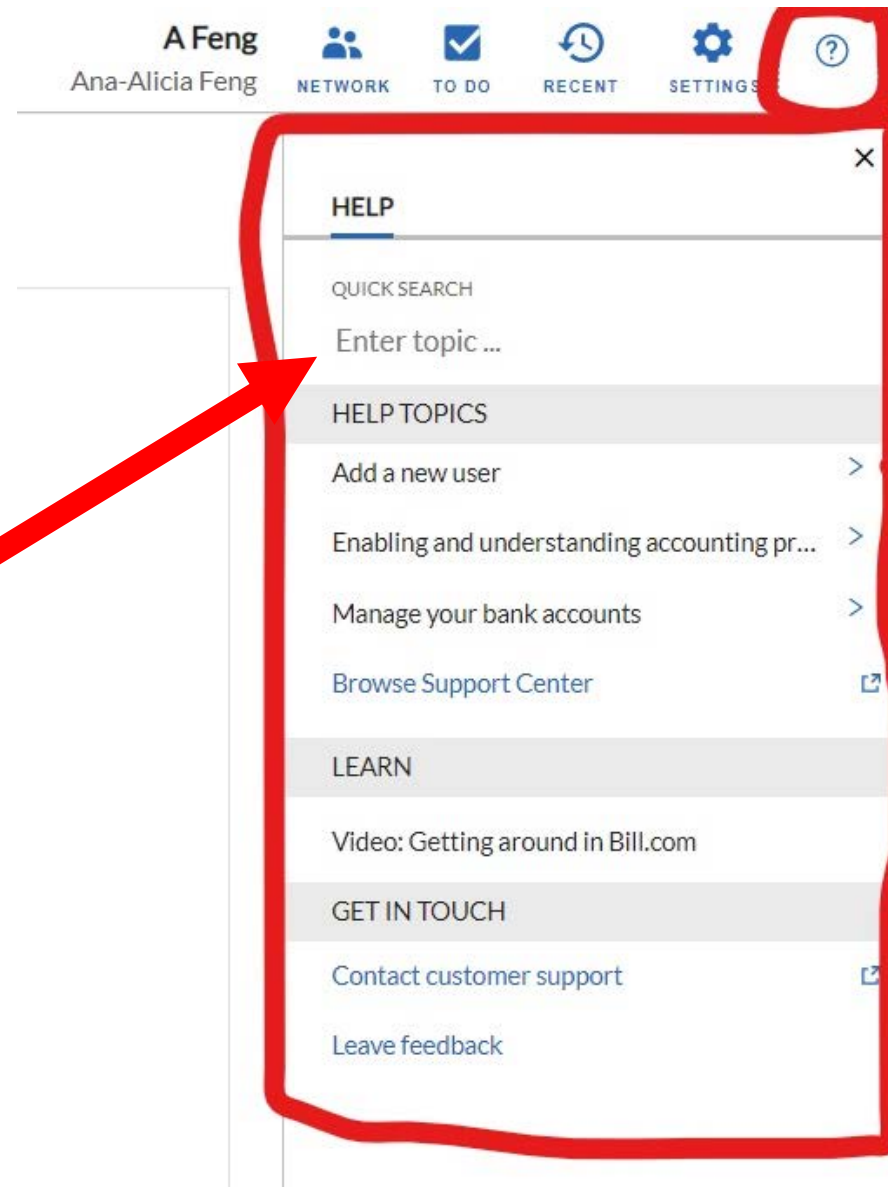 A Feng
Ana-Alicia Feng
NETWORK TO DO RECENT SETTINGS
HELP
QUICK SEARCH
Enter topic ...
HELP TOPICS
Add a new user
Enabling and understanding accounting pr...
Manage your bank accounts
Browse Support Center
LEARN
Video: Getting around in Bill.com
GET IN TOUCH
Contact customer support
Leave feedback